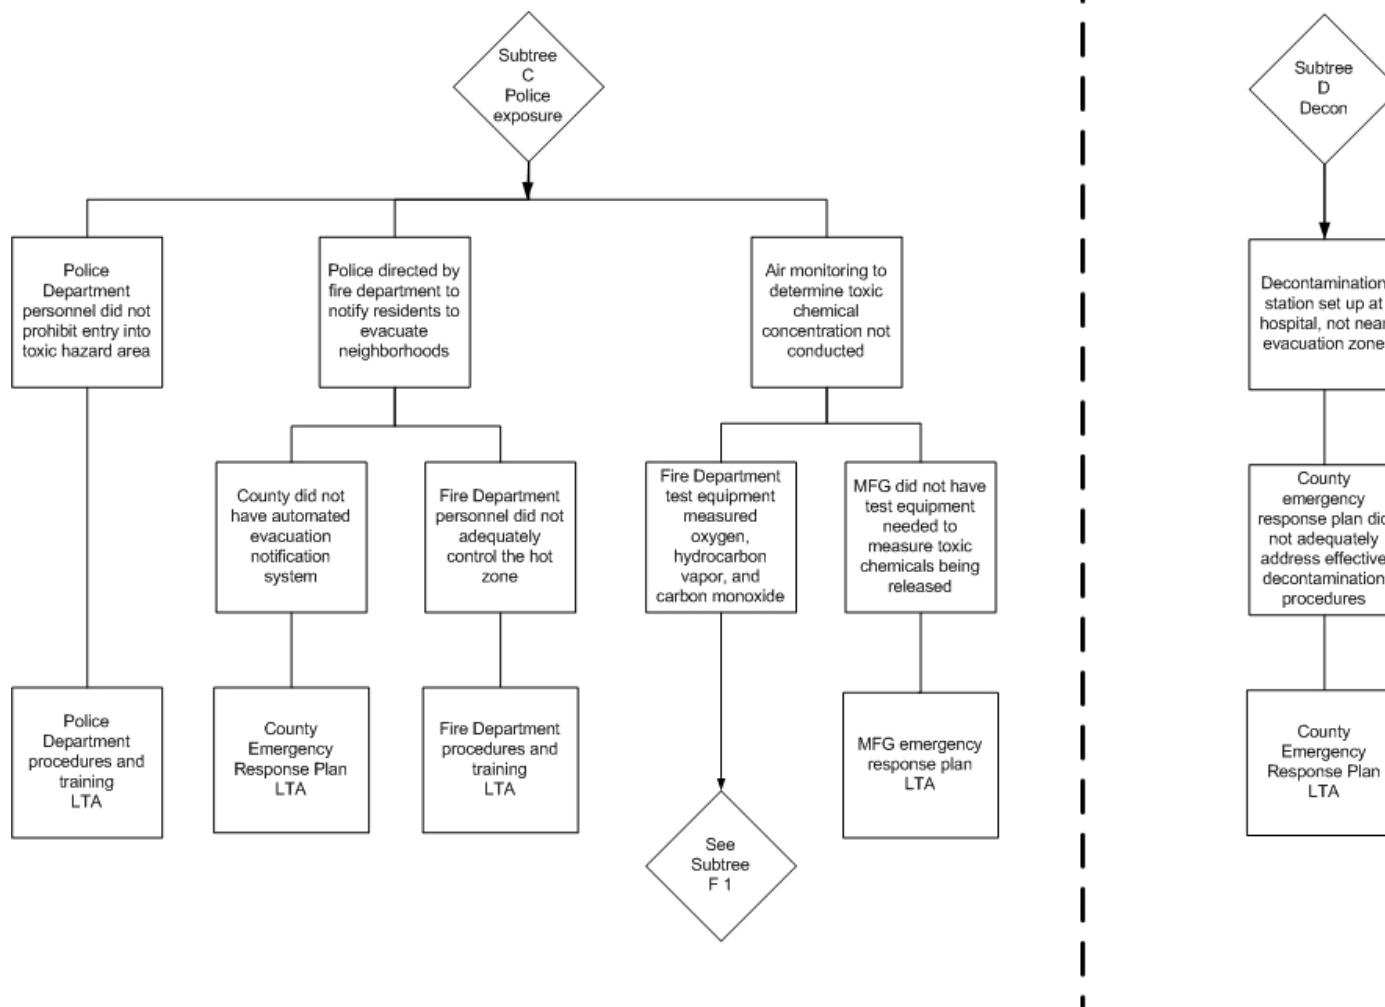 Subtree
C
Police
exposure
Police
Department
personnel did not
prohibit entry into
toxic hazard area
Police directed by
fire department to
notify residents to
evacuate
neighborhoods
Air monitoring to
determine toxic
chemical
concentration not
conducted
County did not
have automated
evacuation
notification
system
Fire Department
personnel did not
adequately
control the hot
zone
Fire Department
test equipment
measured
oxygen,
hydrocarbon
vapor, and
carbon monoxide
MFG did not have
test equipment
needed to
measure toxic
chemicals being
released
Police
Department
procedures and
training
LTA
County
Emergency
Response Plan
LTA
Fire Department
procedures and
training
LTA
See
Subtree
F 1
MFG emergency
response plan
LTA
Subtree
D
Decon
Decontamination
station set up at
hospital, not near
evacuation zone
County
emergency
response plan did
not adequately
address effective
decontamination
procedures
County
Emergency
Response Plan
LTA